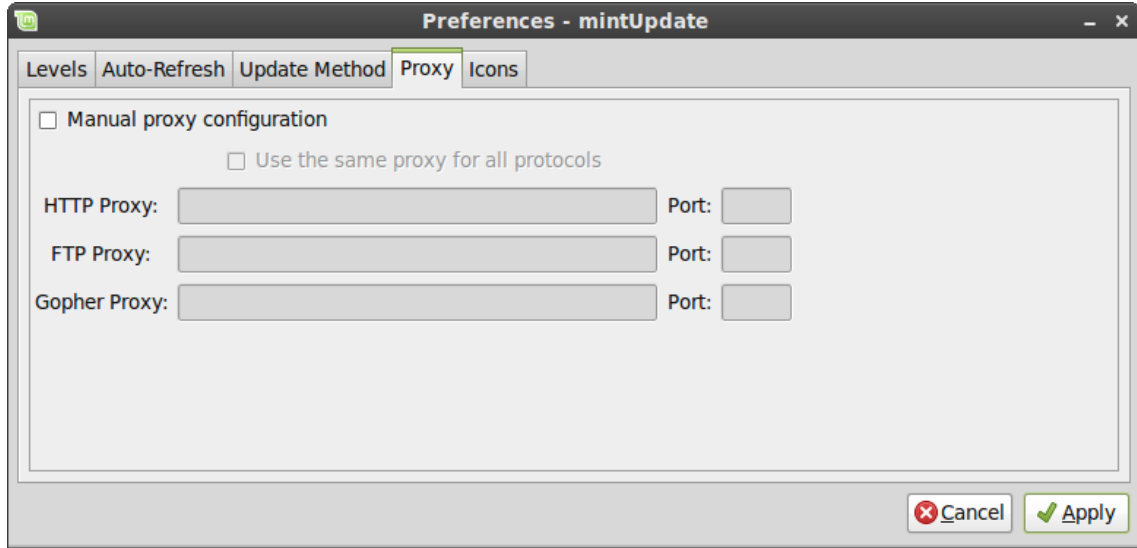 Preferences - mintUpdate
Levels Auto-Refresh Update Method Proxy Icons
Manual proxy configuration
Use the same proxy for all protocols
HTTP Proxy: Port:
FTP Proxy: Port:
Gopher Proxy: Port:
Cancel Apply